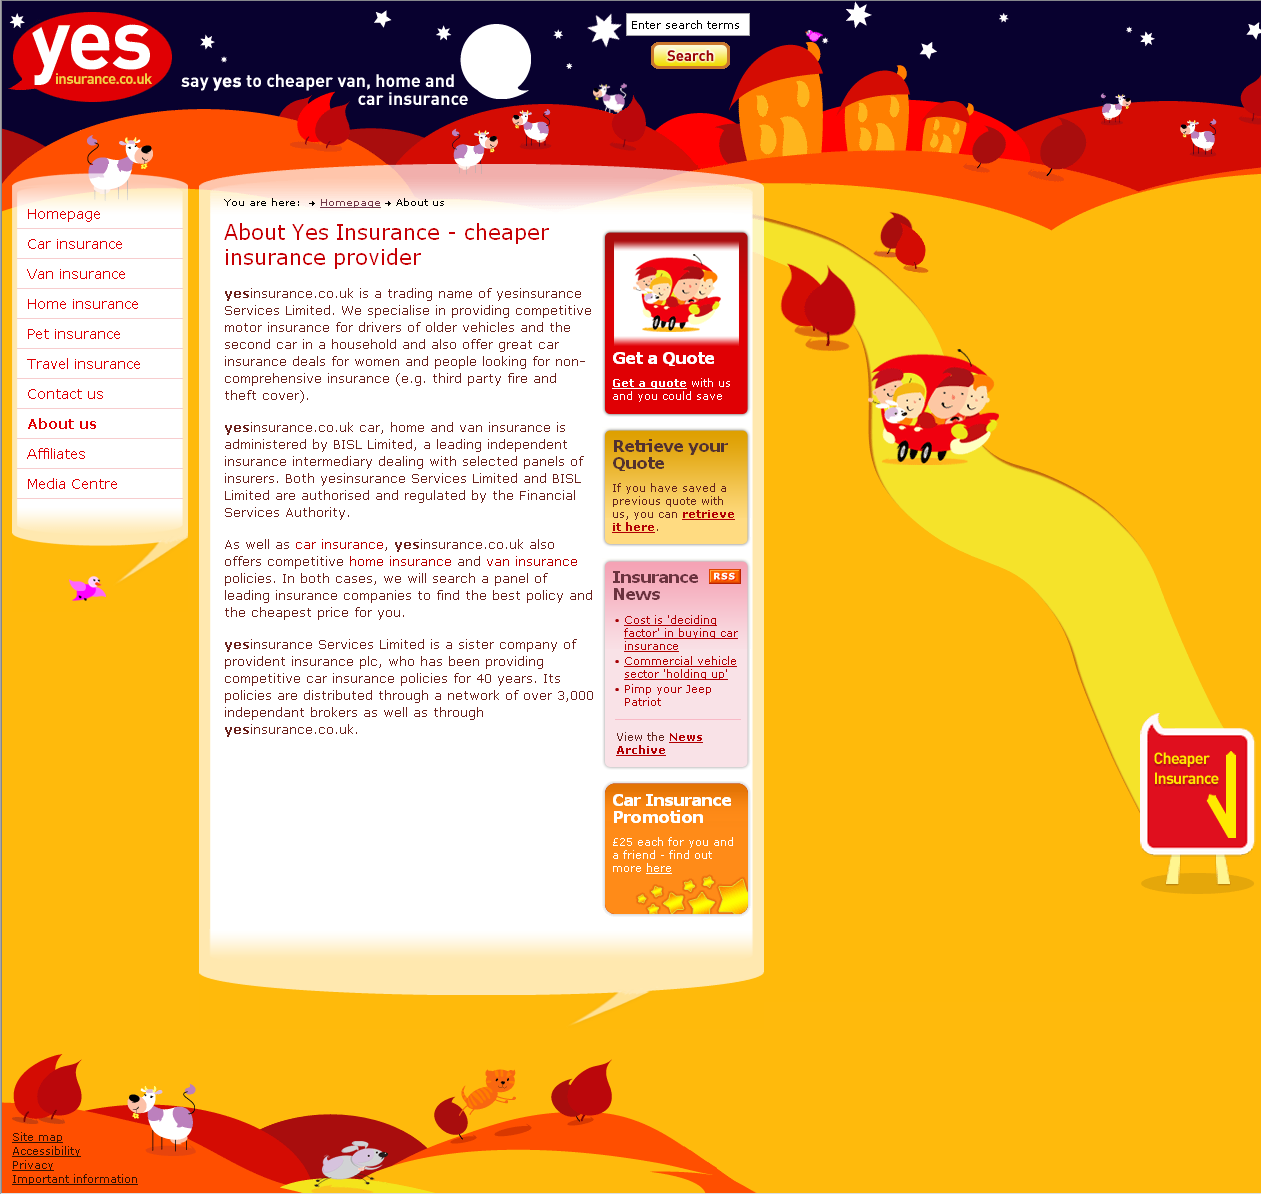 yes
insurance.co.uk
say yes to cheaper van, home and
car insurance
Enter search terms
Search
Homepage
Car insurance
Van insurance
Home insurance
Pet insurance
Travel insurance
Contact us
About us
Affiliates
Media Centre
You are here: Homepage About us
About Yes Insurance - cheaper
insurance provider
yesinsurance.co.uk is a trading name of yesinsurance
Services Limited. We specialise in providing competitive
motor insurance for drivers of older vehicles and the
second car in a household and also offer great car
insurance deals for women and people looking for non-
comprehensive insurance (e.g. third party fire and
theft cover).
yesinsurance.co.uk car, home and van insurance is
administered by BISL Limited, a leading independent
insurance intermediary dealing with selected panels of
insurers. Both yesinsurance Services Limited and BISL
Limited are authorised and regulated by the Financial
Services Authority.
As well as car insurance, yesinsurance.co.uk also
offers competitive home insurance and van insurance
policies. In both cases, we will search a panel of
leading insurance companies to find the best policy and
the cheapest price for you.
yesinsurance Services Limited is a sister company of
provident insurance plc, who has been providing
competitive car insurance policies for 40 years. Its
policies are distributed through a network of over 3,000
independant brokers as well as through
yesinsurance.co.uk.
Get a Quote
Get a quote with us
and you could save
Retrieve your
Quote
If you have saved a
previous quote with
us, you can retrieve
it here.
Insurance RSS
News
• Cost is 'deciding
factor' in buying car
insurance
• Commercial vehicle
sector 'holding up'
• Pimp your Jeep
Patriot
View the News
Archive
Car Insurance
Promotion
£25 each for you and
a friend - find out
more here
Cheaper
Insurance
Site map
Accessibility
Privacy
Important information